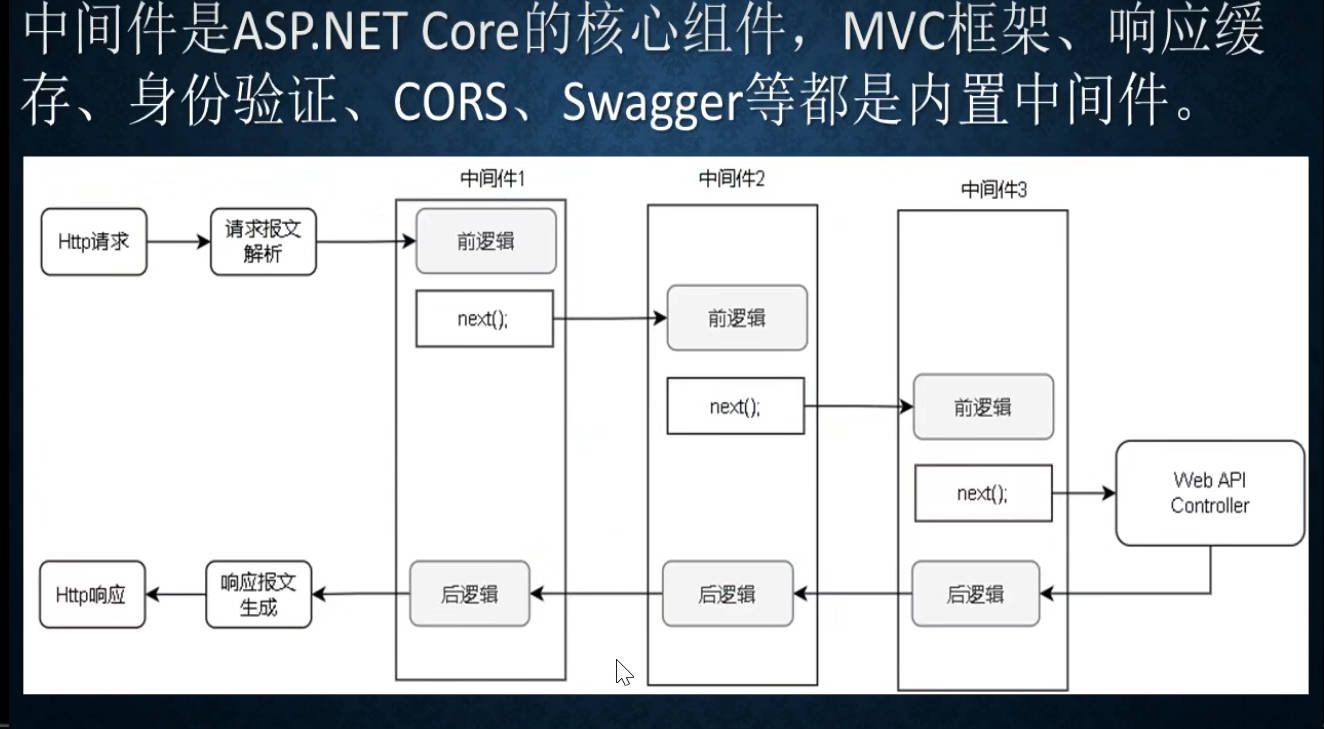 中间件是ASP.NET Core的核心组件，MVC框架、响应缓
存、身份验证、CORS、Swagger等都是内置中间件。
中间件1
中间件2
中间件3
Http请求
请求报文
解析
前逻辑
next();
前逻辑
next();
前逻辑
next();
Web API
Controller
Http响应
响应报文
生成
后逻辑
后逻辑
后逻辑